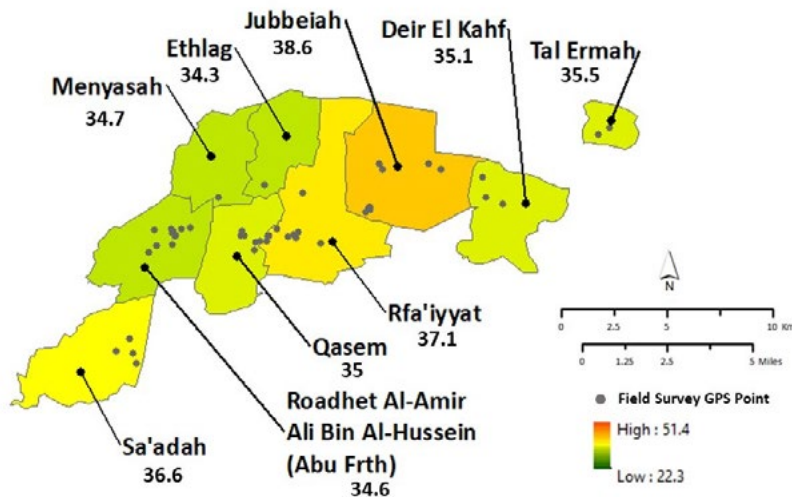 Jubbeiah
38.6
Ethlag
34.3
Menyasah
34.7
Deir El Kahf
35.1
Tal Ermah
35.5
Rfa'iyyat
37.1
Qasem
35
Roadhet Al-Amir
Ali Bin Al-Hussein
(Abu Frth)
34.6
Sa'adah
36.6
N
0 2.5 5 10 Km
0 1.25 2.5 5 Miles
Field Survey GPS Point
High : 51.4
Low : 22.3